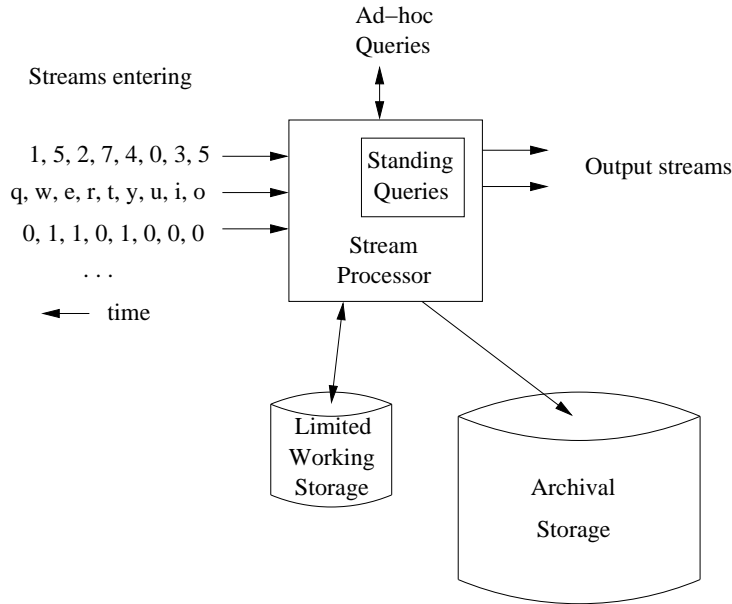 Ad−hoc
Queries
Streams entering
1, 5, 2, 7, 4, 0, 3, 5
q, w, e, r, t, y, u, i, o
0, 1, 1, 0, 1, 0, 0, 0
. . .
time
Standing
Queries
Stream
Processor
Output streams
Limited
Working
Storage
Archival
Storage